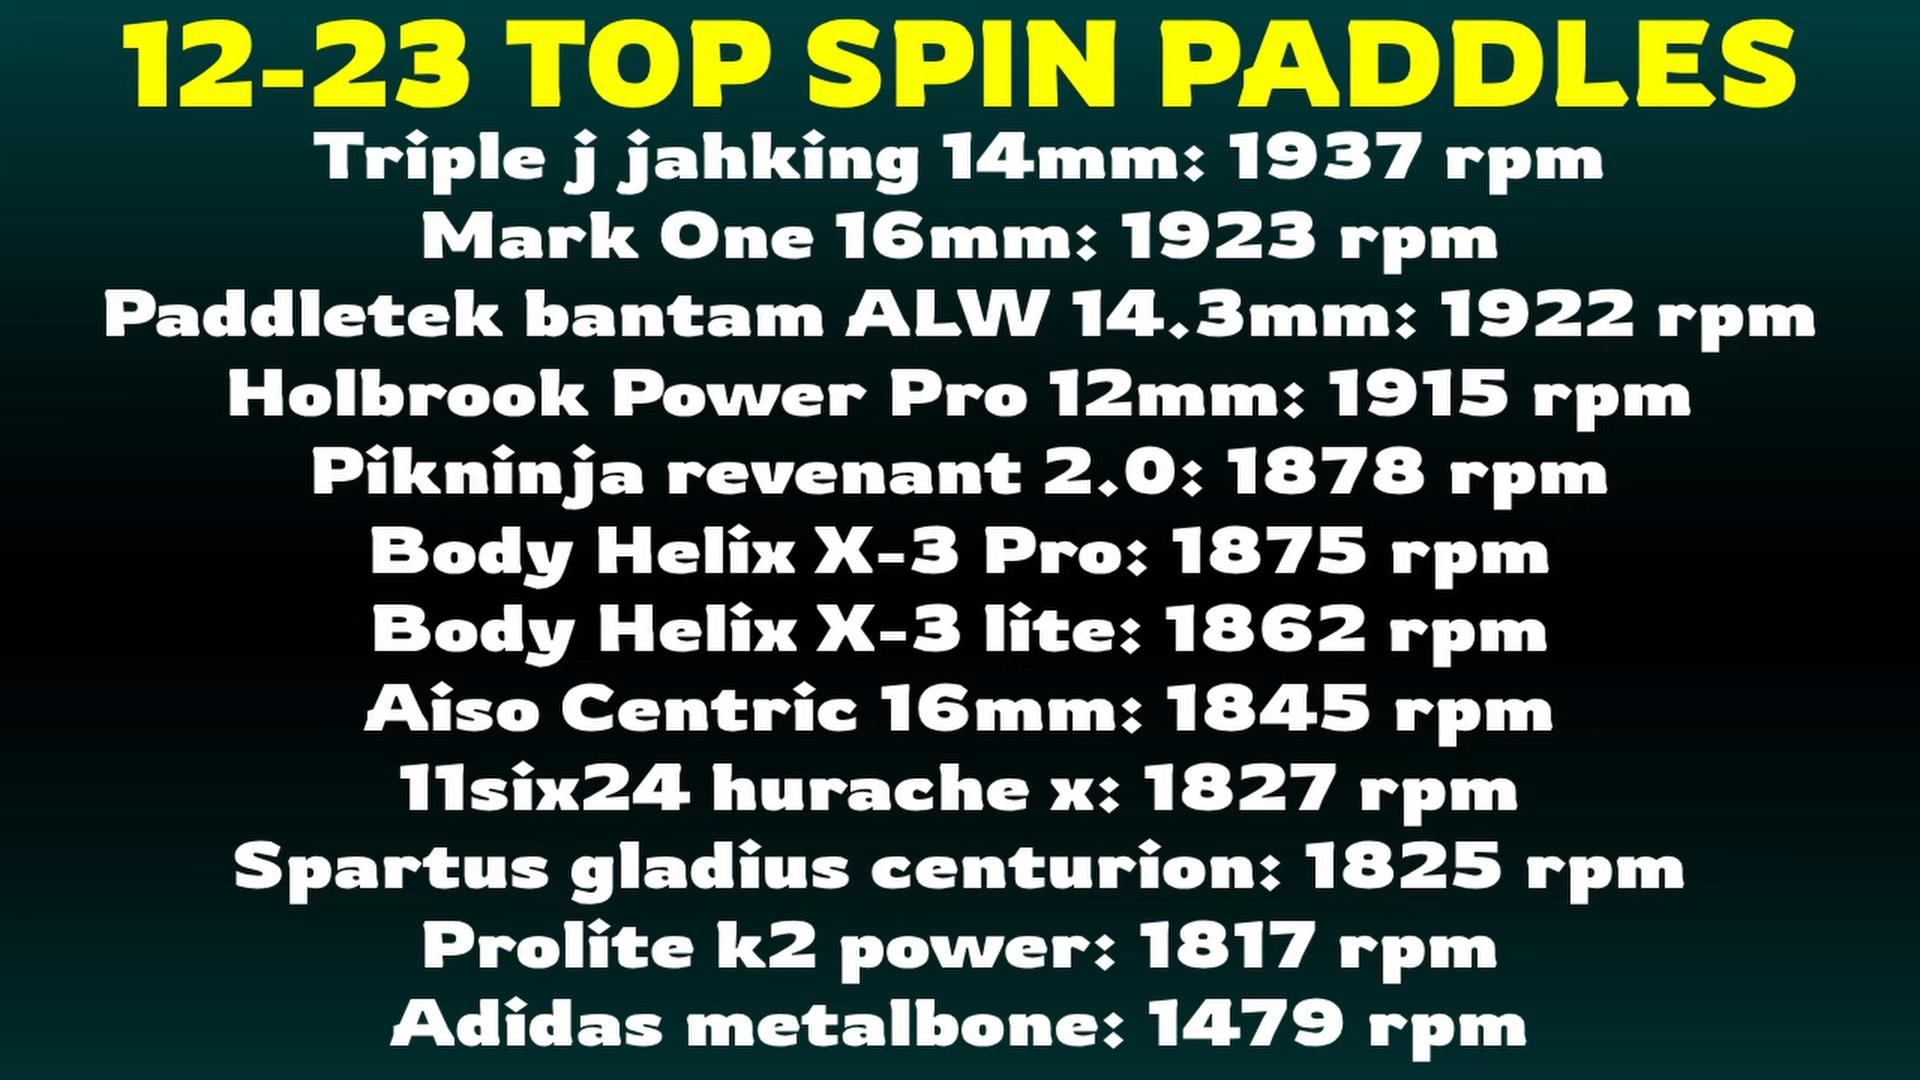 12-23 TOP SPIN PADDLES
Triple j jahking 14mm: 1937 rpm
Mark One 16mm: 1923 rpm
Paddletek bantam ALW 14.3mm: 1922 rpm
Holbrook Power Pro 12mm: 1915 rpm
Pikninja revenant 2.0: 1878 rpm
Body Helix X-3 Pro: 1875 rpm
Body Helix X-3 lite: 1862 rpm
Aiso Centric 16mm: 1845 rpm
11six24 hurache x: 1827 rpm
Spartus gladius centurion: 1825 rpm
Prolite k2 power: 1817 rpm
Adidas metalbone: 1479 rpm